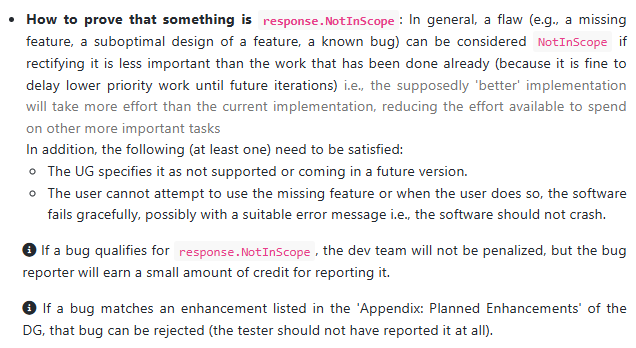 • How to prove that something is response.NotInScope: In general, a flaw (e.g., a missing
feature, a suboptimal design of a feature, a known bug) can be considered NotInScope if
rectifying it is less important than the work that has been done already (because it is fine to
delay lower priority work until future iterations) i.e., the supposedly 'better' implementation
will take more effort than the current implementation, reducing the effort available to spend
on other more important tasks
In addition, the following (at least one) need to be satisfied:
○ The UG specifies it as not supported or coming in a future version.
○ The user cannot attempt to use the missing feature or when the user does so, the software
fails gracefully, possibly with a suitable error message i.e., the software should not crash.
If a bug qualifies for response.NotInScope, the dev team will not be penalized, but the bug
reporter will earn a small amount of credit for reporting it.
If a bug matches an enhancement listed in the 'Appendix: Planned Enhancements' of the
DG, that bug can be rejected (the tester should not have reported it at all).